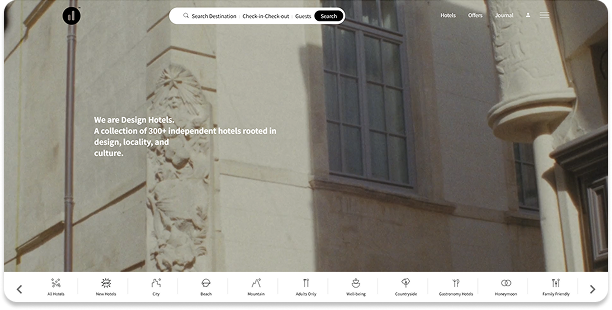 Search Destination
Check-in-Check-out
Guests
Search
Hotels
Offers
Journal
We are Design Hotels.
A collection of 300+ independent hotels rooted in
design, locality, and
culture.
All Hotels
New Hotels
City
Beach
Mountain
Adults Only
Well-being
Countryside
Gastronomy Hotels
Honeymoon
Family Friendly